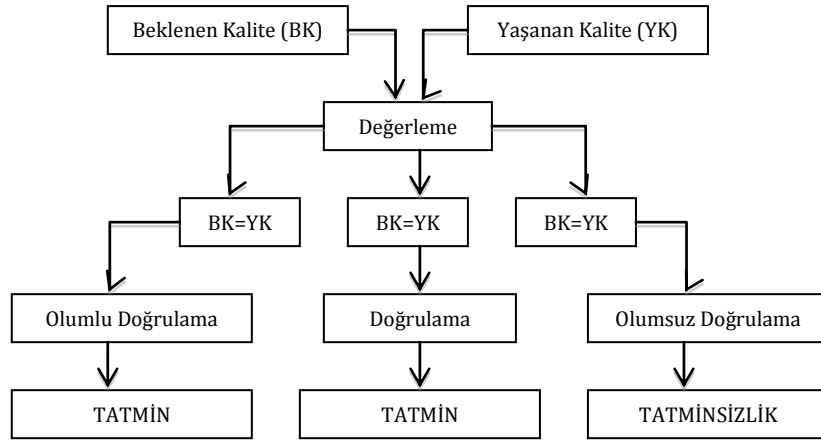 Beklenen Kalite (BK)
Yaşanan Kalite (YK)
Değerleme
BK=YK
BK=YK
BK=YK
Olumlu Doğrulama
Doğrulama
Olumsuz Doğrulama
TATMİN
TATMİN
TATMİNSİZLİK